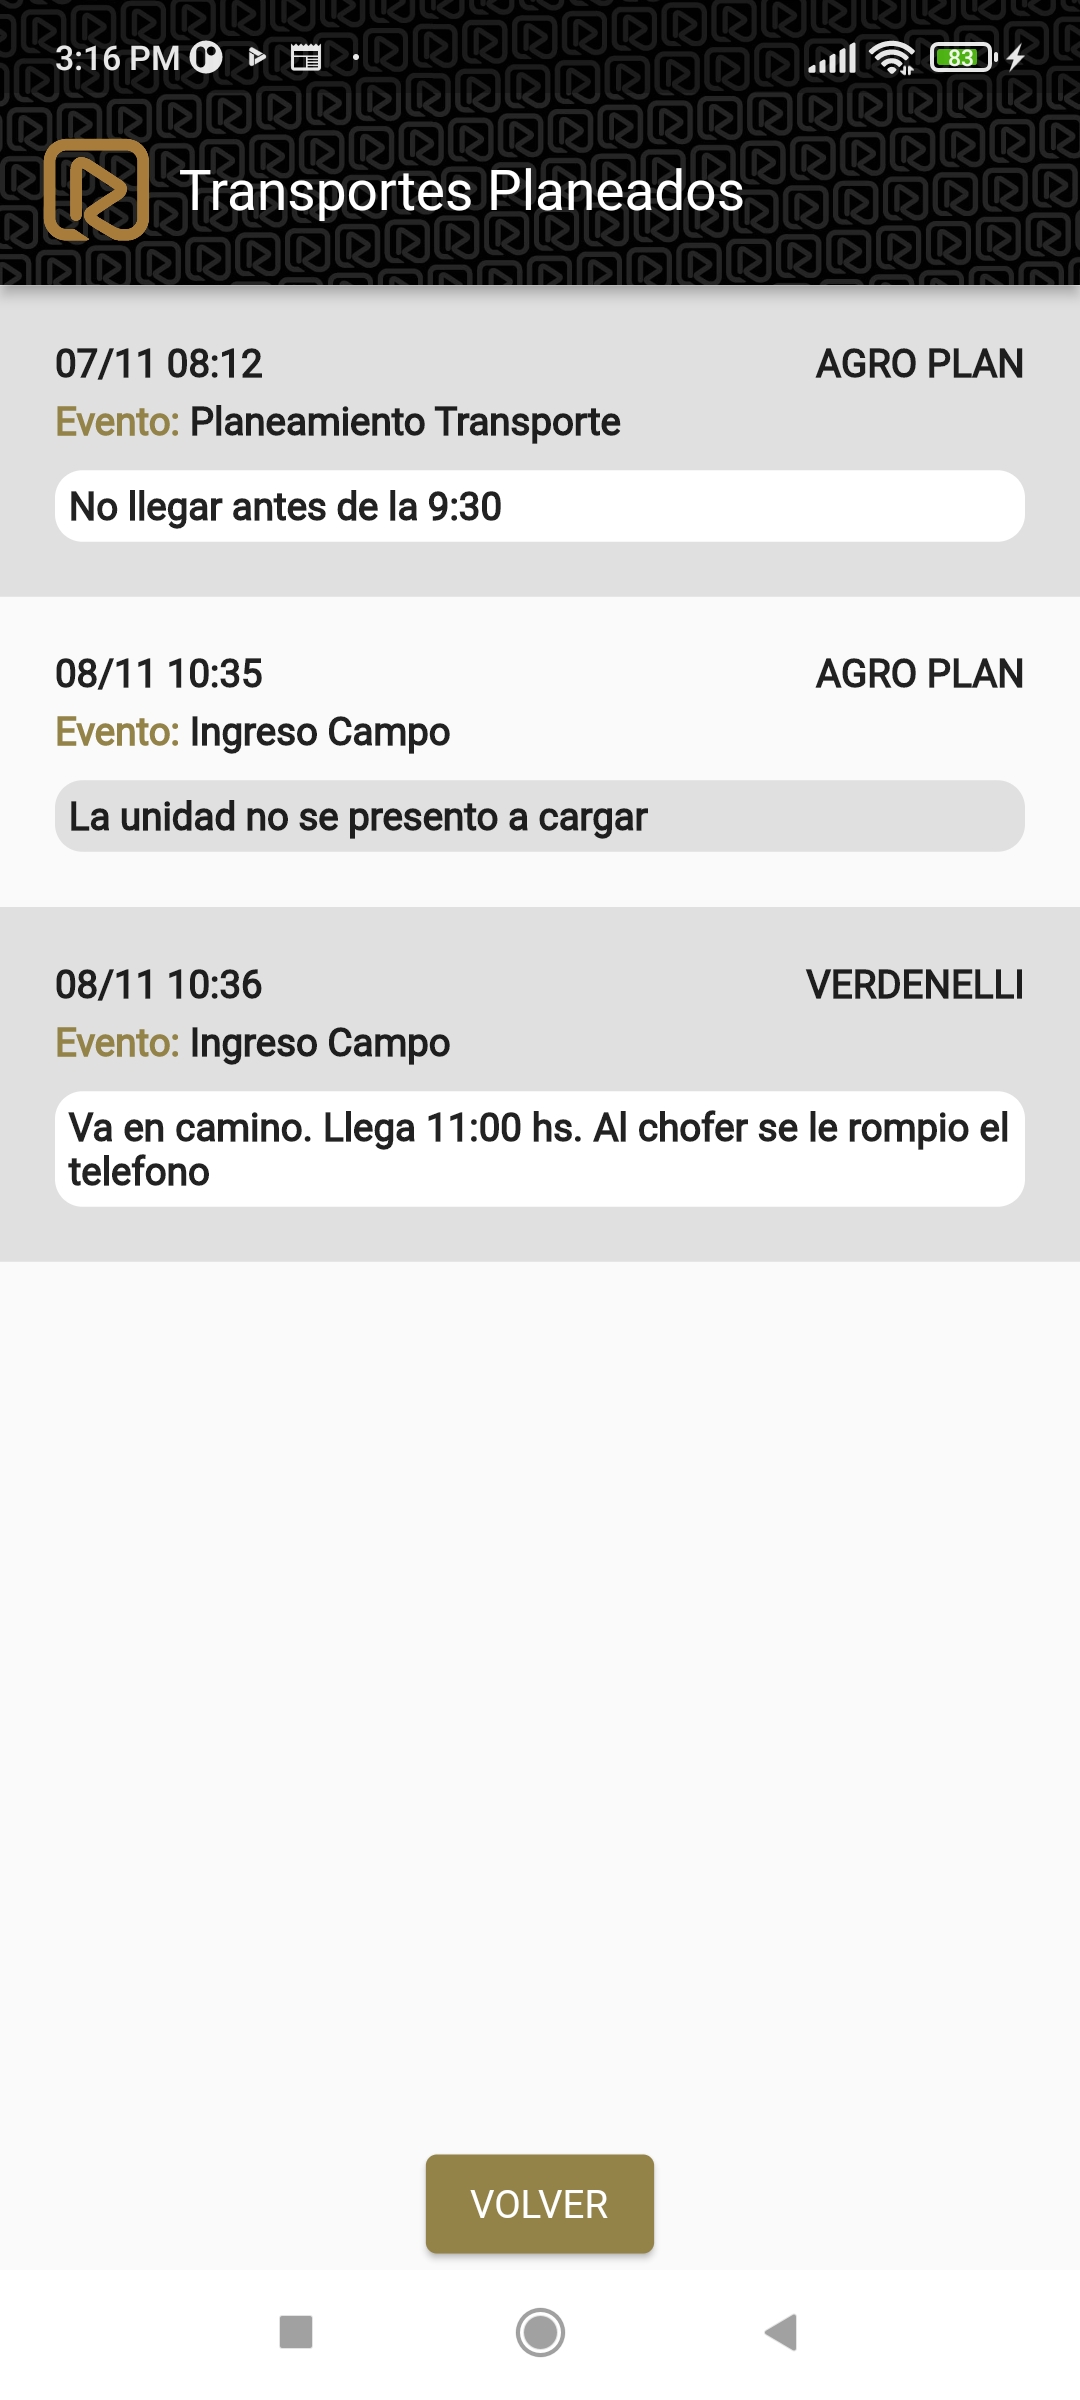 3:16 PM
83
Transportes Planeados
07/11 08:12 AGRO PLAN
Evento: Planeamiento Transporte
No llegar antes de la 9:30
08/11 10:35 AGRO PLAN
Evento: Ingreso Campo
La unidad no se presento a cargar
08/11 10:36 VERDENELLI
Evento: Ingreso Campo
Va en camino. Llega 11:00 hs. Al chofer se le rompio el
telefono
VOLVER